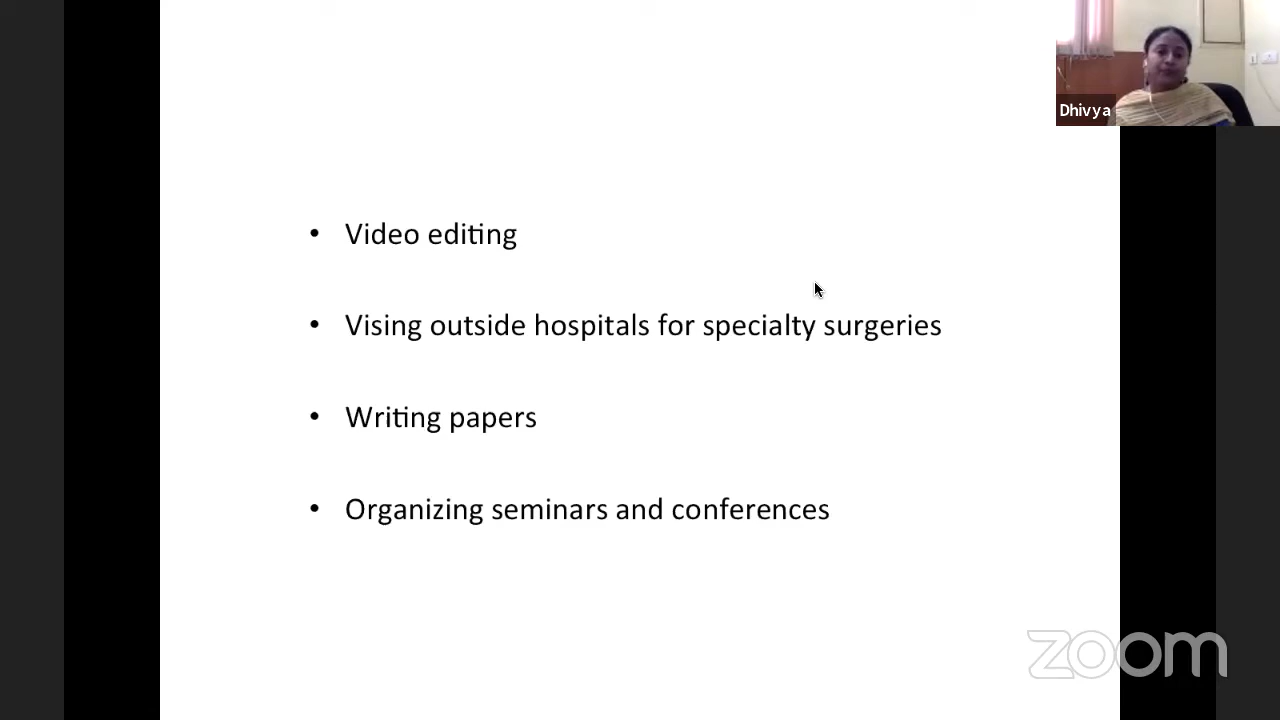 Dhivya
• Video editing
• Vising outside hospitals for specialty surgeries
• Writing papers
• Organizing seminars and conferences
zoom